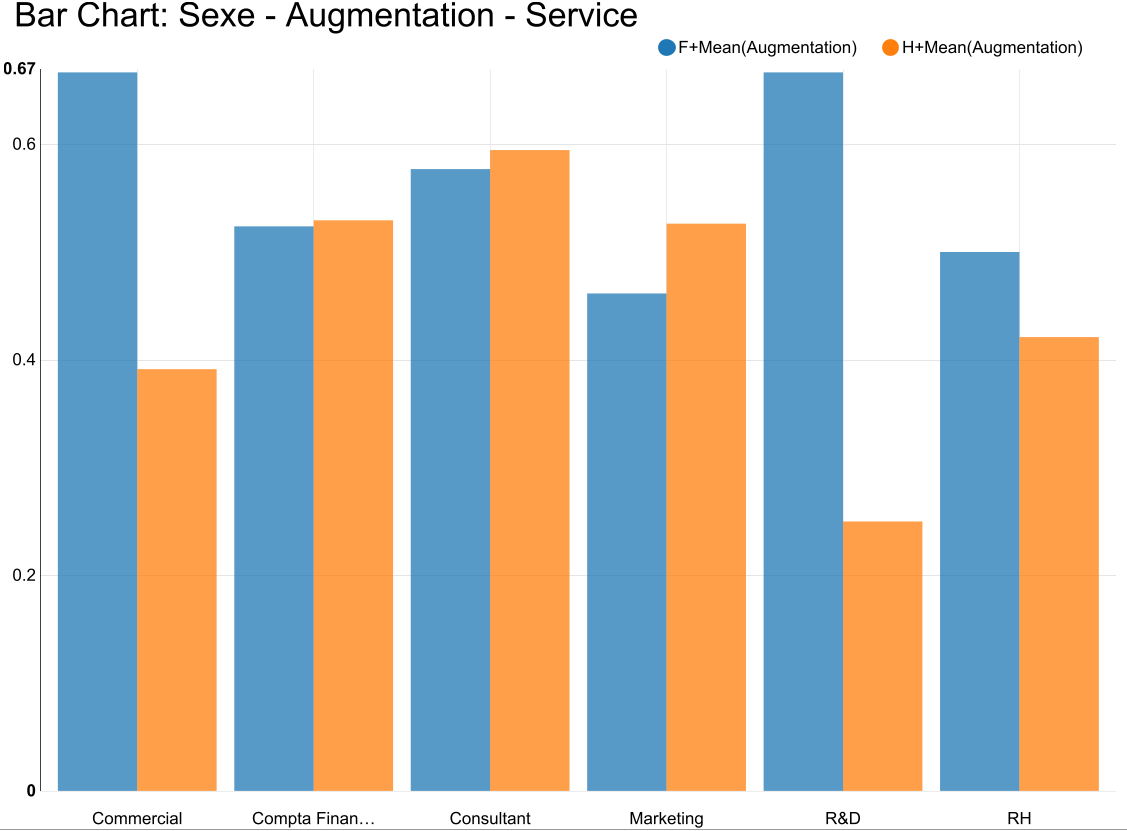 Bar Chart: Sexe - Augmentation - Service
F+Mean(Augmentation) H+Mean(Augmentation)
0.67
0.6
0.4
0.2
0
Commercial Compta Finan… Consultant Marketing R&D RH